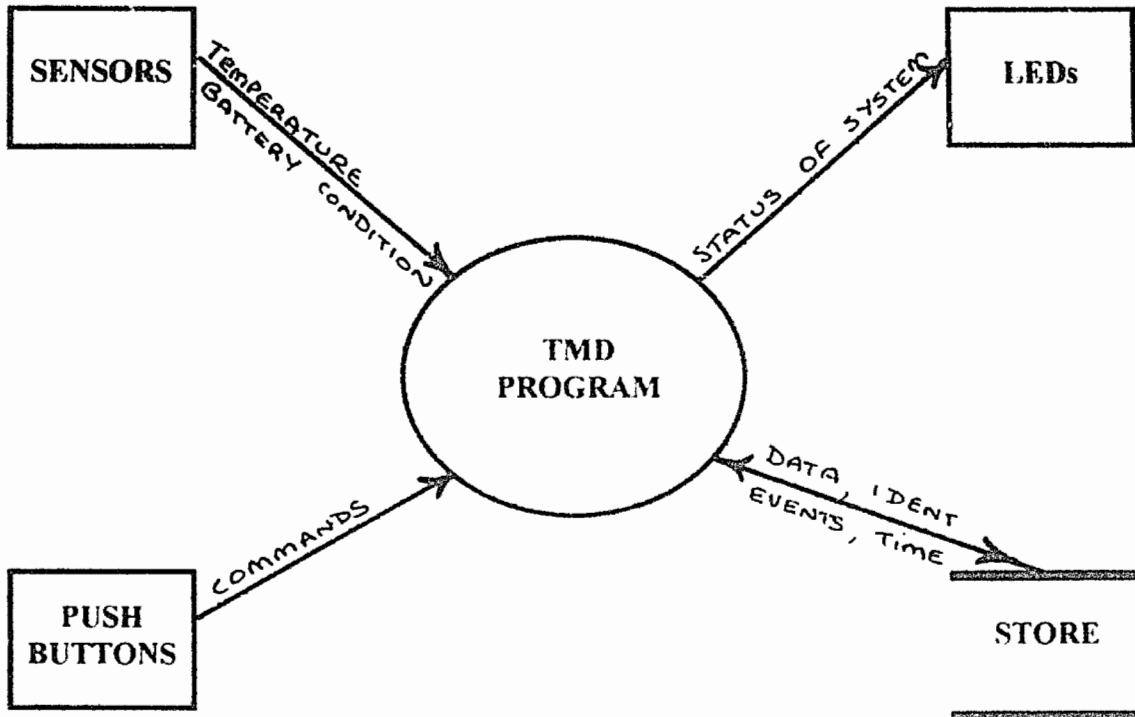 SENSORS
TEMPERATURE
BATTERY CONDITION
STATUS OF SYSTEM
LEDs
TMD
PROGRAM
COMMANDS
DATA, IDENT
EVENTS, TIME
PUSH
BUTTONS
STORE